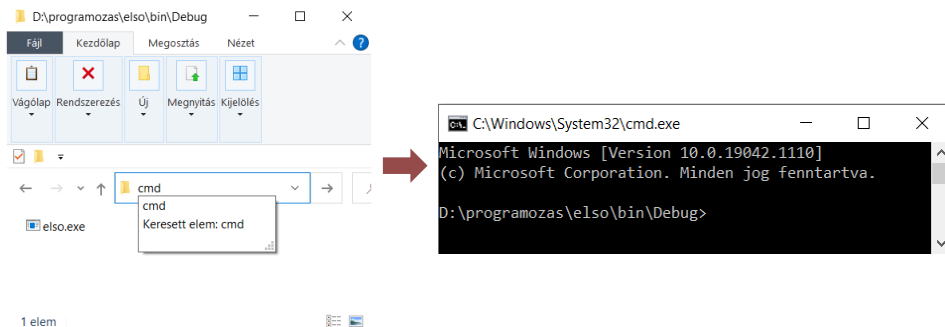 D:\programozas\elso\bin\Debug
Fájl Kezdőlap Megosztás Nézet
Vágólap Rendszerezés Új Megnyitás Kijelölés
cmd
cmd
Keresett elem: cmd
elso.exe
1 elem
C:\Windows\System32\cmd.exe
Microsoft Windows [Version 10.0.19042.1110]
(c) Microsoft Corporation. Minden jog fenntartva.
D:\programozas\elso\bin\Debug>